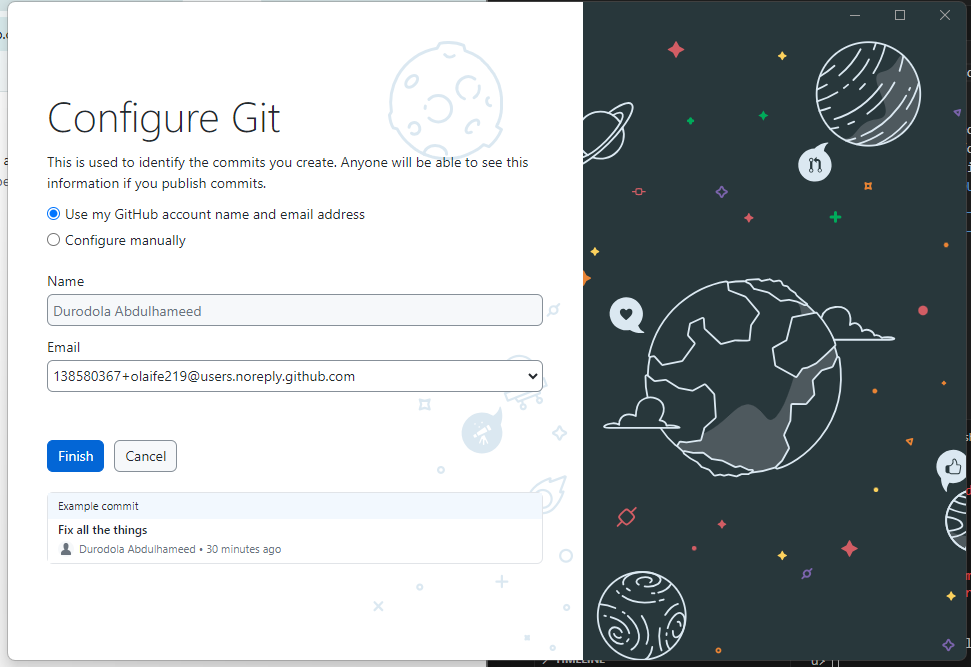 Configure Git
This is used to identify the commits you create. Anyone will be able to see this
information if you publish commits.
Use my GitHub account name and email address
Configure manually
Name
Durodola Abdulhameed
Email
138580367+olaife219@users.noreply.github.com
Finish
Cancel
Example commit
Fix all the things
Durodola Abdulhameed • 30 minutes ago